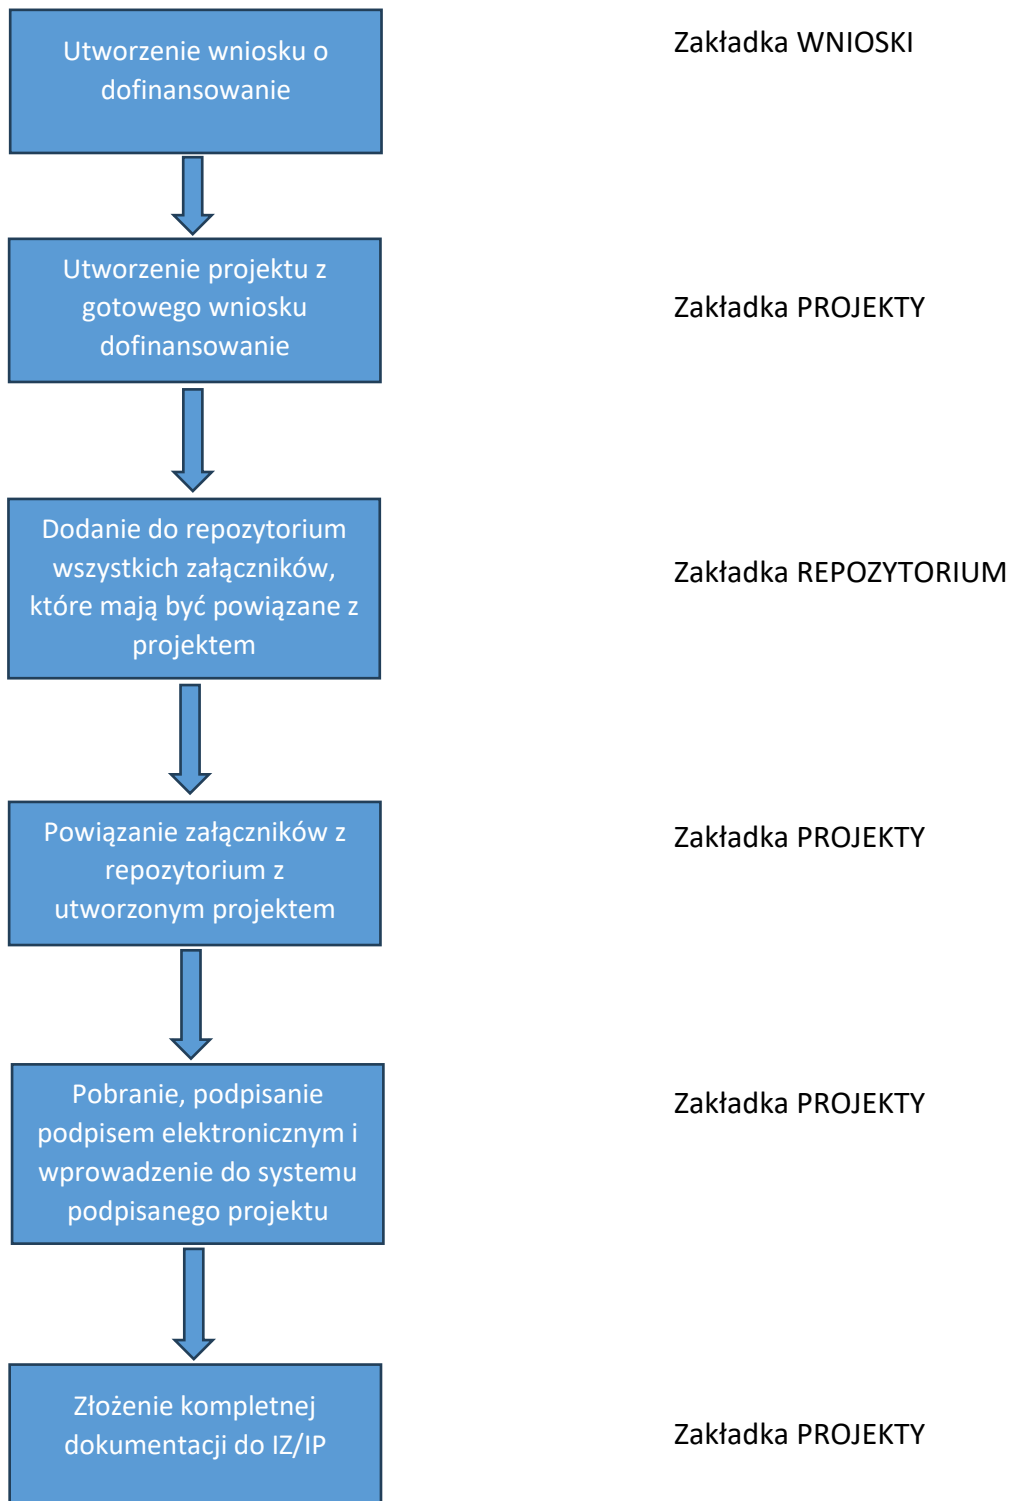 Utworzenie wniosku o
dofinansowanie
Zakładka WNIOSKI
Utworzenie projektu z
gotowego wniosku
dofinansowanie
Zakładka PROJEKTY
Dodanie do repozytorium
wszystkich załączników,
które mają być powiązane z
projektem
Zakładka REPOZYTORIUM
Powiązanie załączników z
repozytorium z
utworzonym projektem
Zakładka PROJEKTY
Pobranie, podpisanie
podpisem elektronicznym i
wprowadzenie do systemu
podpisanego projektu
Zakładka PROJEKTY
Złożenie kompletnej
dokumentacji do IZ/IP
Zakładka PROJEKTY